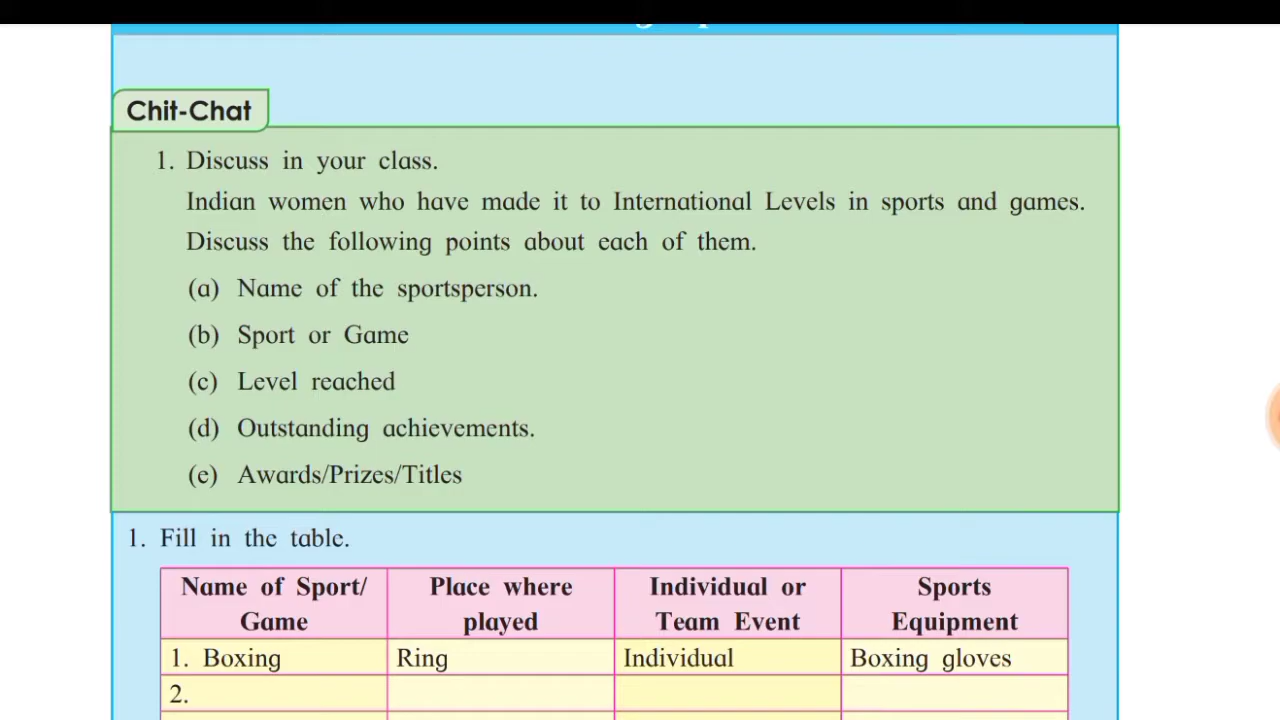 Chit-Chat
1. Discuss in your class.
Indian women who have made it to International Levels in sports and games.
Discuss the following points about each of them.
(a) Name of the sportsperson.
(b) Sport or Game
(c) Level reached
(d) Outstanding achievements.
(e) Awards/Prizes/Titles
1. Fill in the table.
Name of Sport/ Place where Individual or Sports
Game played Team Event Equipment
1. Boxing Ring Individual Boxing gloves
2.